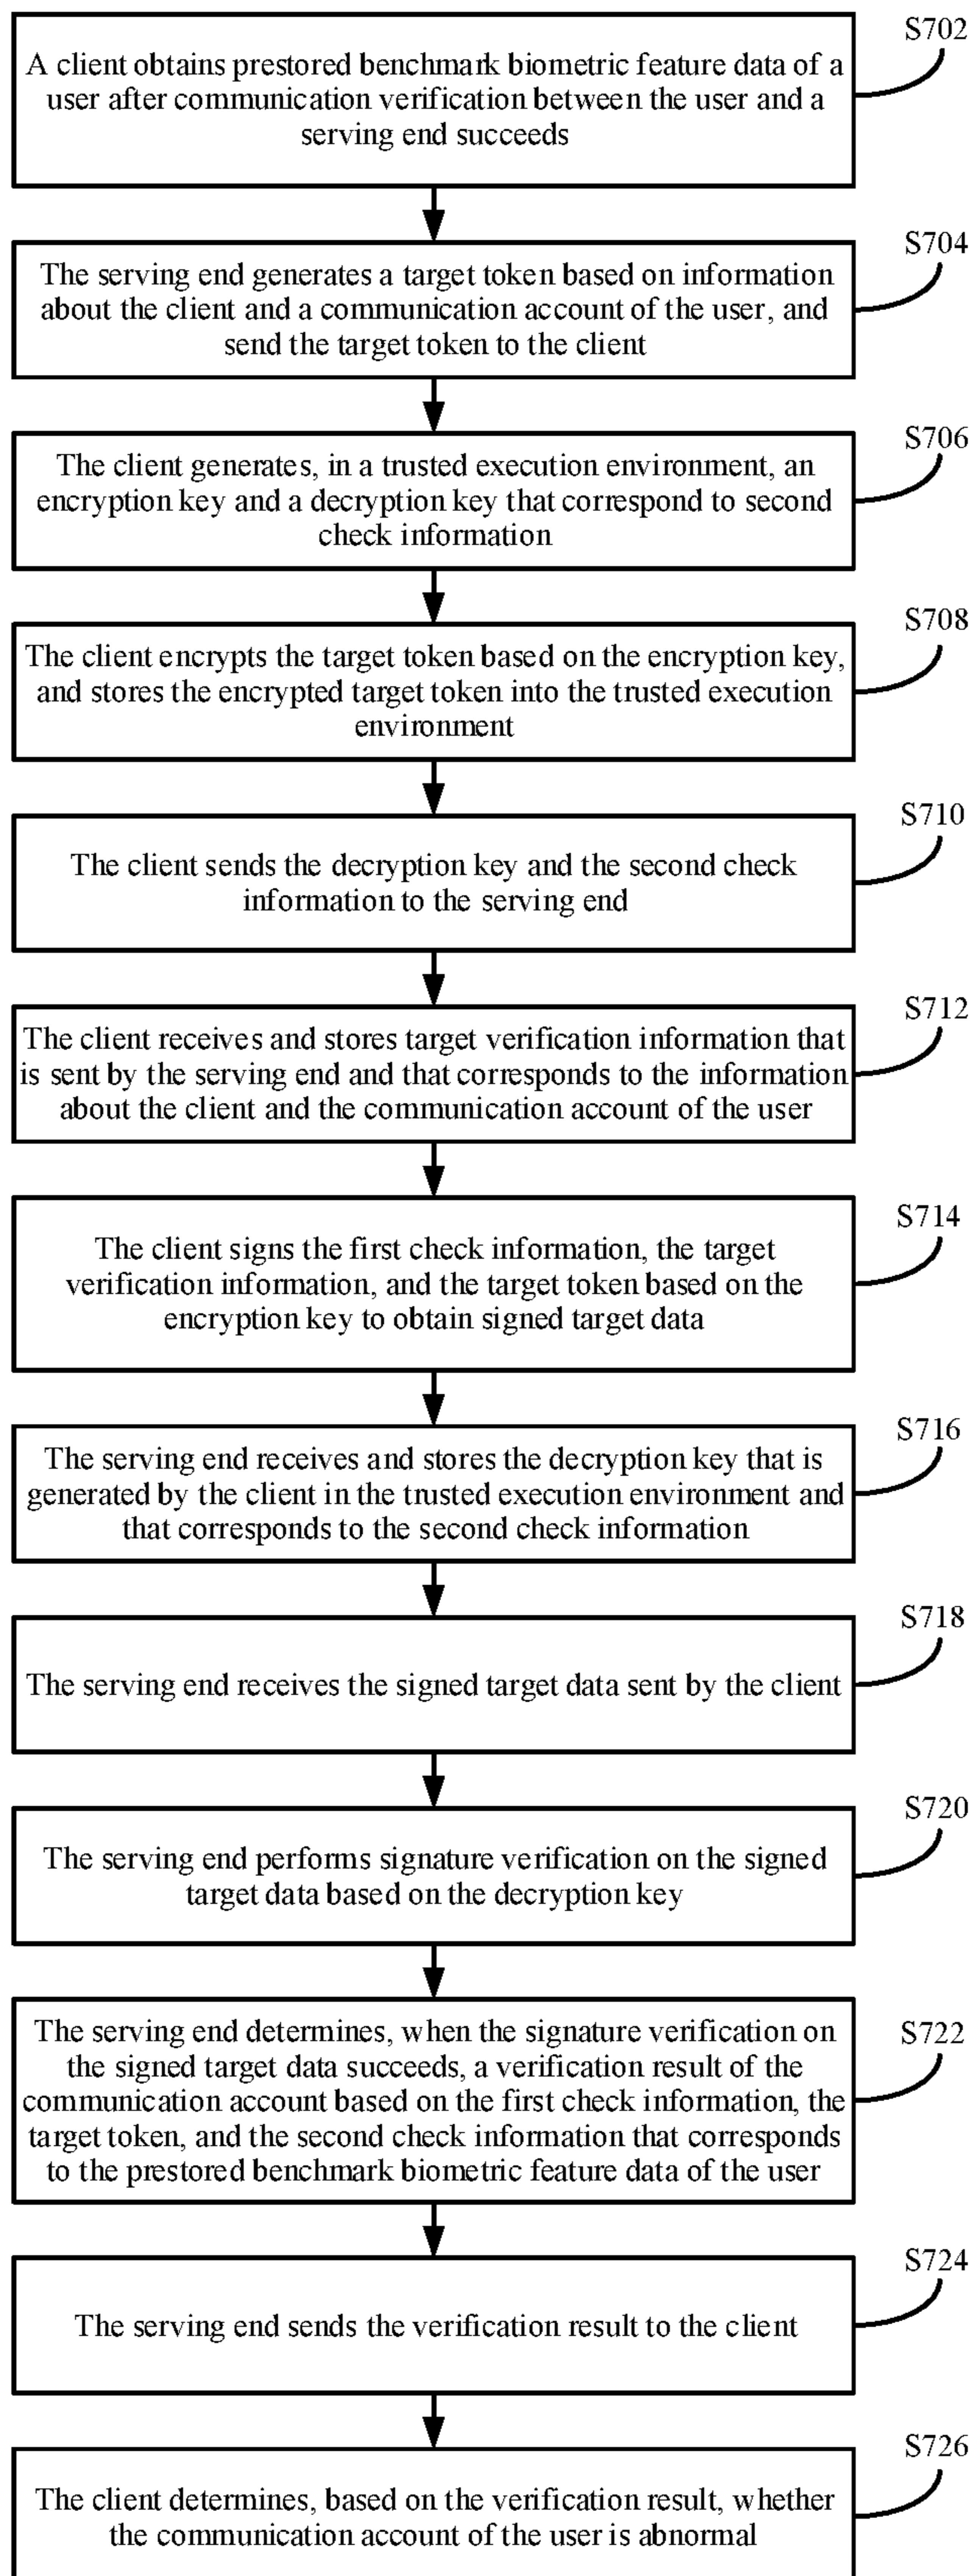 S702
A client obtains prestored benchmark biometric feature data of a
user after communication verification between the user and a
serving end succeeds
S704
The serving end generates a target token based on information
about the client and a communication account of the user, and
send the target token to the client
S706
The client generates, in a trusted execution environment, an
encryption key and a decryption key that correspond to second
check information
S708
The client encrypts the target token based on the encryption key,
and stores the encrypted target token into the trusted execution
environment
S710
The client sends the decryption key and the second check
information to the serving end
S712
The client receives and stores target verification information that
is sent by the serving end and that corresponds to the information
about the client and the communication account of the user
S714
The client signs the first check information, the target
verification information, and the target token based on the
encryption key to obtain signed target data
S716
The serving end receives and stores the decryption key that is
generated by the client in the trusted execution environment and
that corresponds to the second check information
S718
The serving end receives the signed target data sent by the client
S720
The serving end performs signature verification on the signed
target data based on the decryption key
S722
The serving end determines, when the signature verification on
the signed target data succeeds, a verification result of the
communication account based on the first check information, the
target token, and the second check information that corresponds
to the prestored benchmark biometric feature data of the user
S724
The serving end sends the verification result to the client
S726
The client determines, based on the verification result, whether
the communication account of the user is abnormal